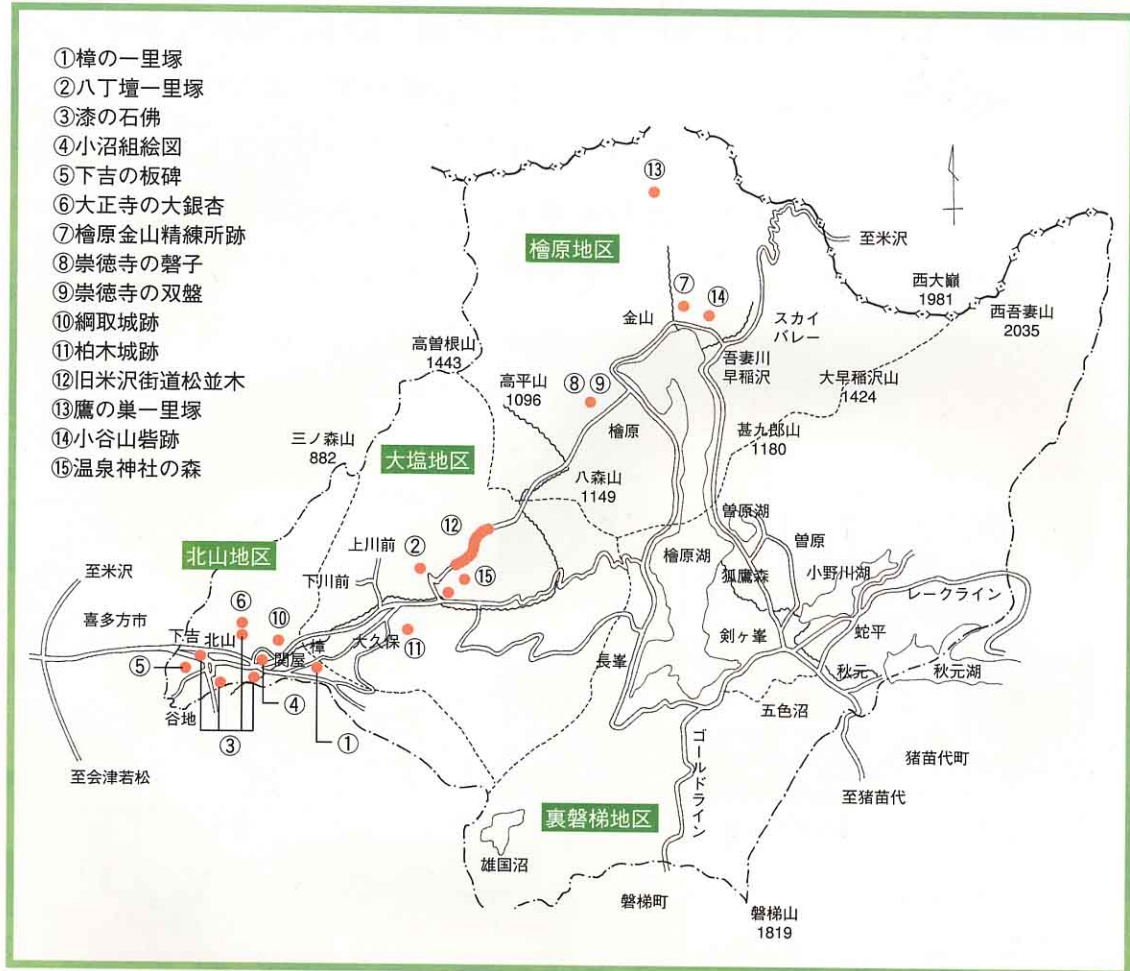 ①樟の一里塚
②八丁壇一里塚
③漆の石佛
④小沼組絵図
⑤下吉の板碑
⑥大正寺の大銀杏
⑦檜原金山精練所跡
⑧崇徳寺の磬子
⑨崇徳寺の双盤
⑩綱取城跡
⑪柏木城跡
⑫旧米沢街道松並木
⑬鷹の巣一里塚
⑭小谷山砦跡
⑮温泉神社の森
⑬
檜原地区
至米沢
西大巓
1981
西吾妻山
2035
⑦
⑭
金山
スカイ
バレー
吾妻川
早稲沢
高曽根山
1443
高平山
1096
⑧ ⑨
大早稲沢山
1424
檜原
甚九郎山
1180
三ノ森山
882
大塩地区
八森山
1149
⑫
曽原湖
曽原
上川前
②
⑮
檜原湖
狐鷹森
小野川湖
レークライン
北山地区
至米沢
下川前
喜多方市
⑥
⑩
下吉
北山
関屋
樟
大久保
⑪
剣ヶ峯
蛇平
長峯
秋元
秋元湖
⑤
谷地
③
④
①
五色沼
至会津若松
ゴールドライン
猪苗代町
至猪苗代
裏磐梯地区
雄国沼
磐梯町
磐梯山
1819